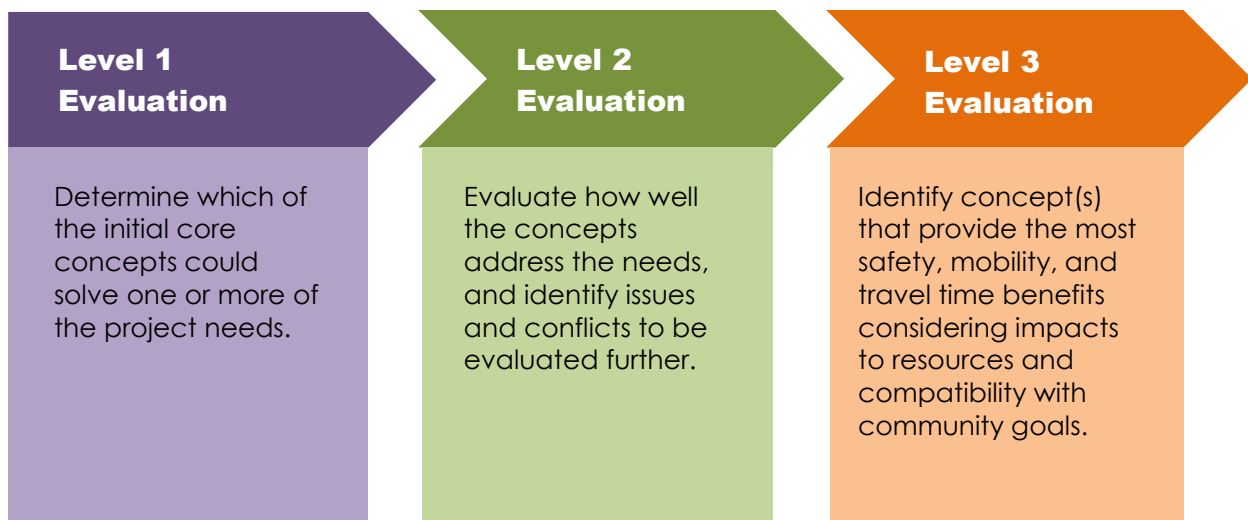 Level 1
Evaluation
Determine which of
the initial core
concepts could
solve one or more of
the project needs.
Level 2
Evaluation
Evaluate how well
the concepts
address the needs,
and identify issues
and conflicts to be
evaluated further.
Level 3
Evaluation
Identify concept(s)
that provide the most
safety, mobility, and
travel time benefits
considering impacts
to resources and
compatibility with
community goals.